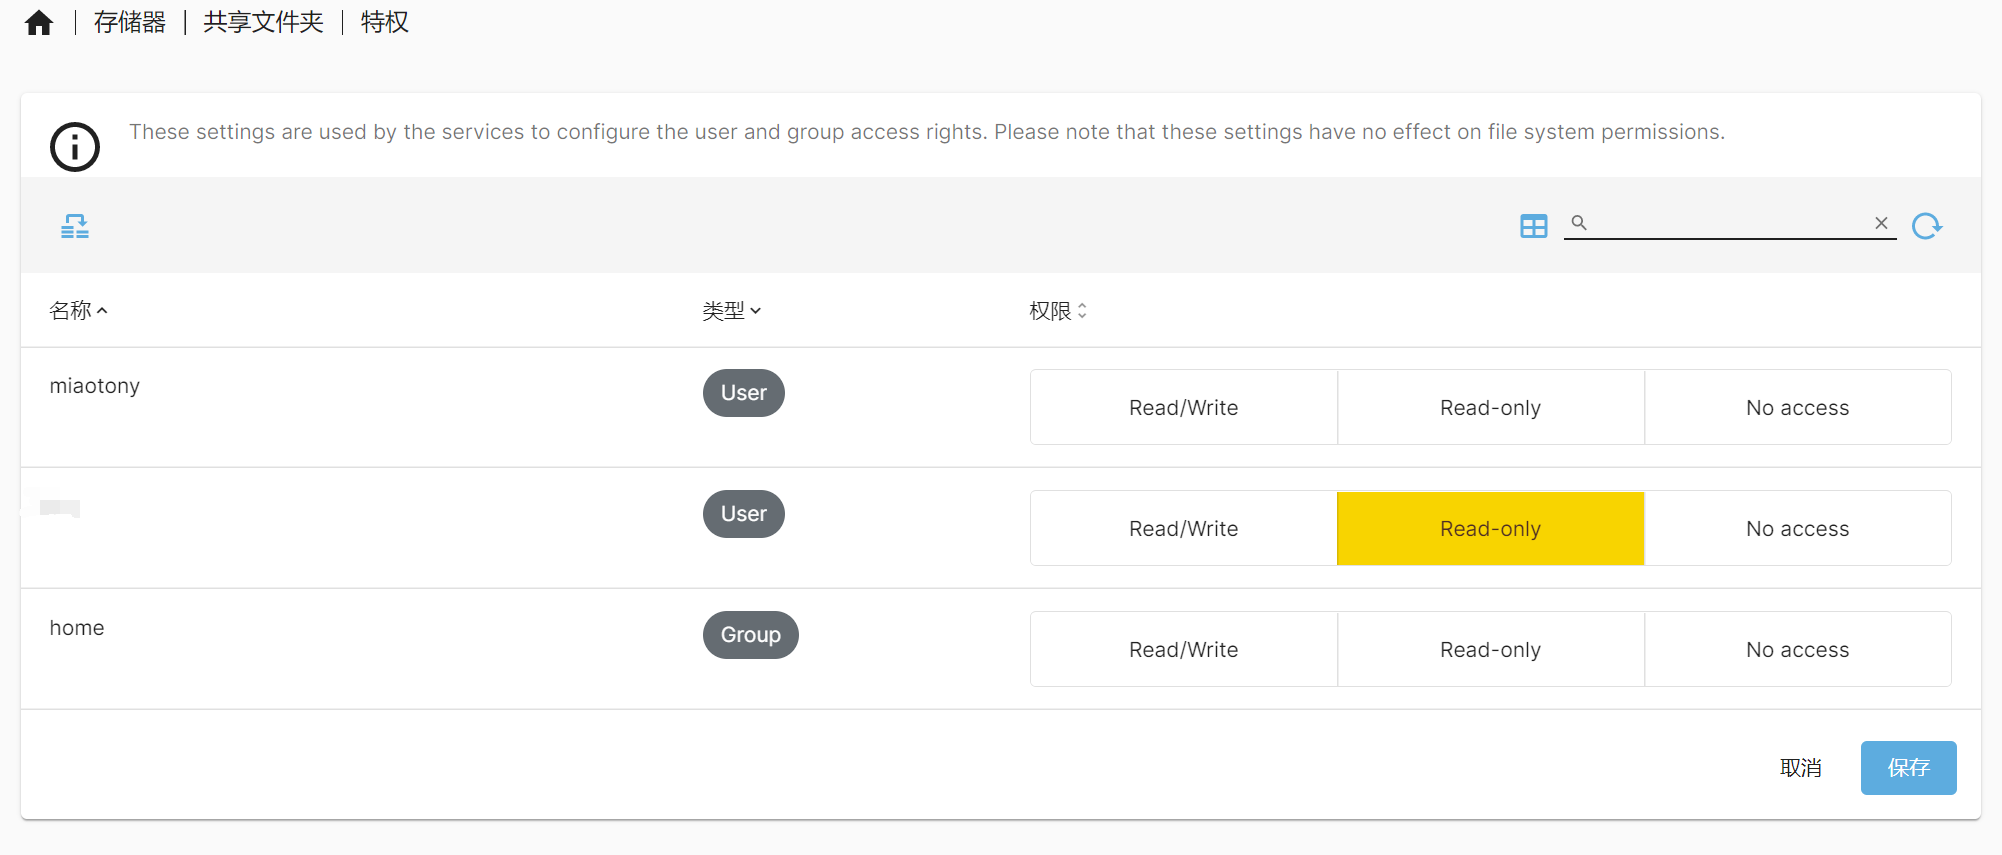 存储器 | 共享文件夹 | 特权
These settings are used by the services to configure the user and group access rights. Please note that these settings have no effect on file system permissions.
名称 类型 权限
miaotony User Read/Write Read-only No access
User Read/Write Read-only No access
home Group Read/Write Read-only No access
取消 保存